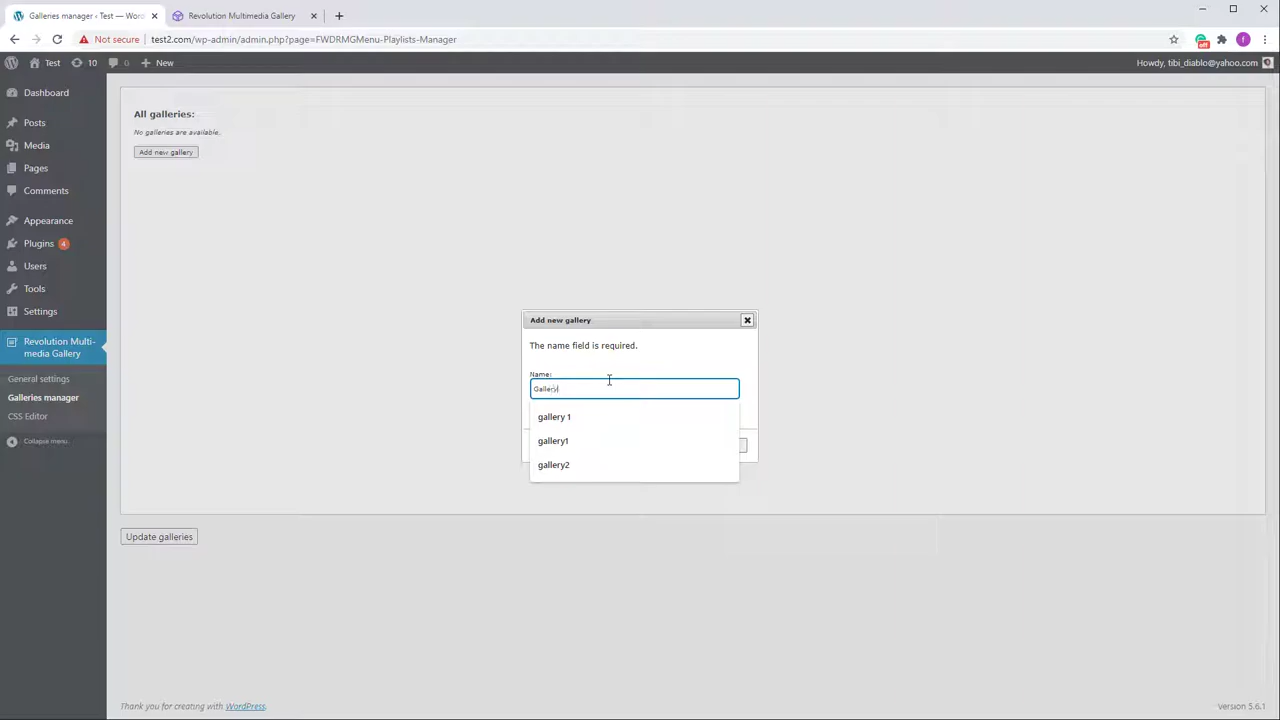 Galleries manager ‹ Test — Word
Revolution Multimedia Gallery
Not secure
test2.com/wp-admin/admin.php?page=FWDRMGMenu-Playlists-Manager
off
f
Test
10
0
New
Howdy, tibi_diablo@yahoo.com
Dashboard
Posts
Media
Pages
Comments
Appearance
Plugins 4
Users
Tools
Settings
Revolution Multi-
media Gallery
General settings
Galleries manager
CSS Editor
Collapse menu
All galleries:
No galleries are available.
Add new gallery
Add new gallery
The name field is required.
Name:
Gallery
gallery 1
gallery1
gallery2
Update galleries
Thank you for creating with WordPress.
Version 5.6.1